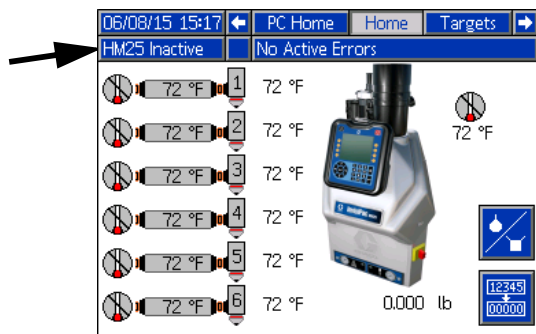 06/08/15 15:17 PC Home Home Targets
HM25 Inactive No Active Errors
72 °F 1 72 °F
72 °F 2 72 °F
72 °F
72 °F 3 72 °F
72 °F 4 72 °F
72 °F 5 72 °F
72 °F 6 72 °F
0.000 lb
12345
00000